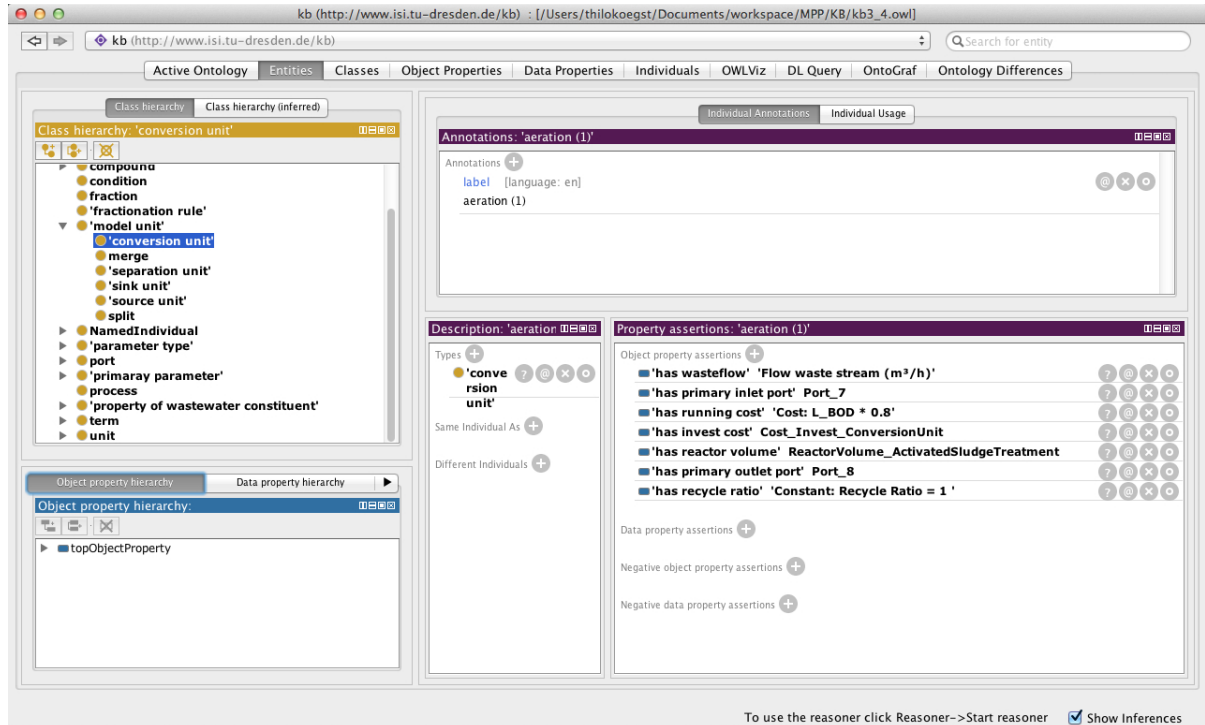 kb (http://www.isi.tu-dresden.de/kb) : [/Users/thilokoegst/Documents/workspace/MPP/KB/kb3_4.owl]
kb (http://www.isi.tu-dresden.de/kb)
Search for entity
Active Ontology Entities Classes Object Properties Data Properties Individuals OWLViz DL Query OntoGraf Ontology Differences
Class hierarchy Class hierarchy (inferred)
Class hierarchy: 'conversion unit'
compound
condition
fraction
'fractionation rule'
'model unit'
'conversion unit'
merge
'separation unit'
'sink unit'
'source unit'
split
NamedIndividual
'parameter type'
port
'primaray parameter'
process
'property of wastewater constituent'
term
unit
Object property hierarchy Data property hierarchy
Object property hierarchy:
topObjectProperty
Individual Annotations Individual Usage
Annotations: 'aeration (1)'
Annotations
label [language: en]
aeration (1)
Description: 'aeration
Types
'conve
rsion
unit'
Same Individual As
Different Individuals
Property assertions: 'aeration (1)'
Object property assertions
'has wasteflow' 'Flow waste stream (m³/h)'
'has primary inlet port' Port_7
'has running cost' 'Cost: L_BOD * 0.8'
'has invest cost' Cost_Invest_ConversionUnit
'has reactor volume' ReactorVolume_ActivatedSludgeTreatment
'has primary outlet port' Port_8
'has recycle ratio' 'Constant: Recycle Ratio = 1 '
Data property assertions
Negative object property assertions
Negative data property assertions
To use the reasoner click Reasoner->Start reasoner Show Inferences